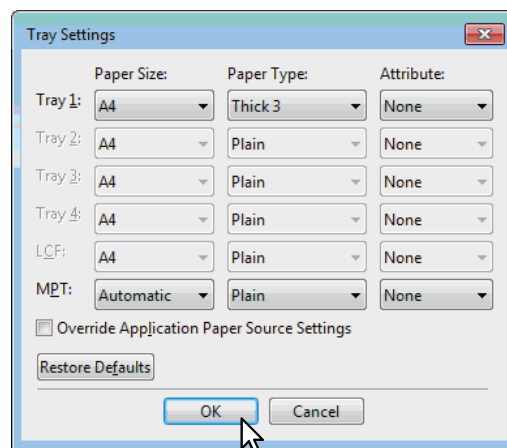 Tray Settings
Paper Size: Paper Type: Attribute:
Tray 1: A4 Thick 3 None
Tray 2: A4 Plain None
Tray 3: A4 Plain None
Tray 4: A4 Plain None
LCF: A4 Plain None
MPT: Automatic Plain None
Override Application Paper Source Settings
Restore Defaults
OK Cancel